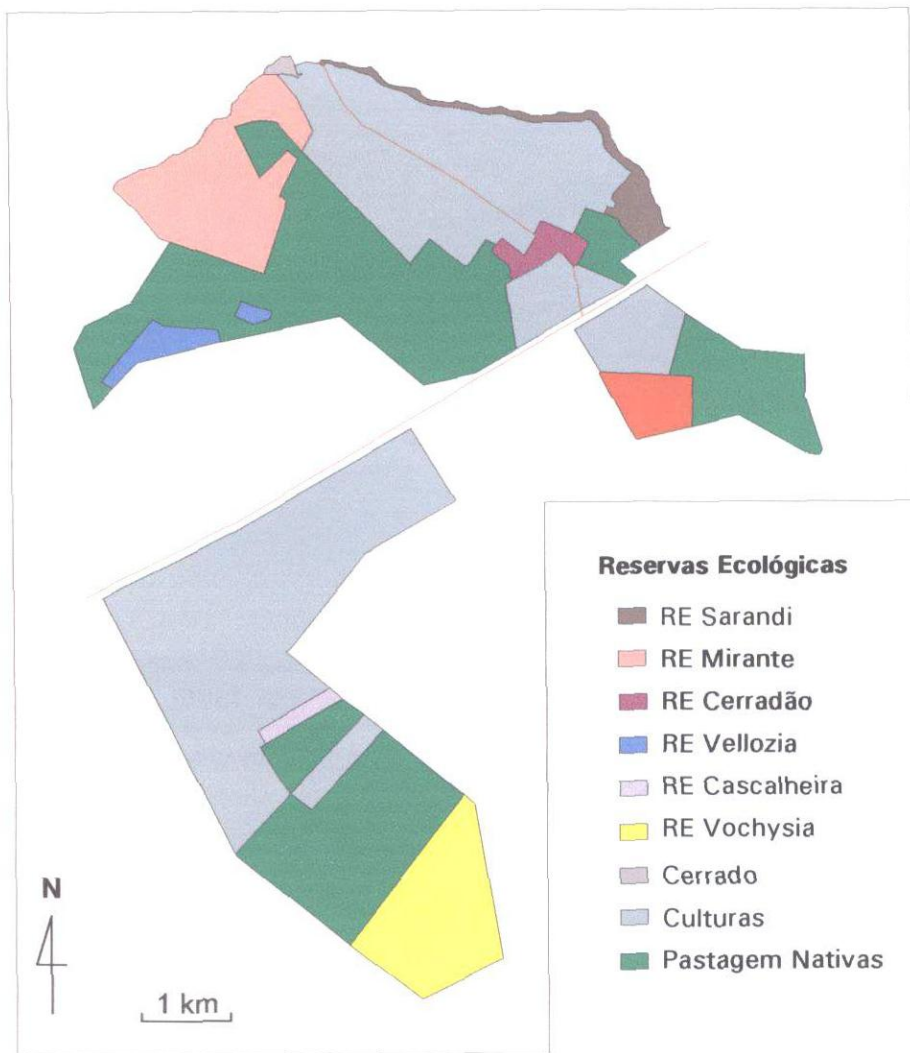 Reservas Ecológicas
RE Sarandi
RE Mirante
RE Cerradão
RE Vellozia
RE Cascalheira
RE Vochysia
Cerrado
Culturas
Pastagem Nativas
N
1 km